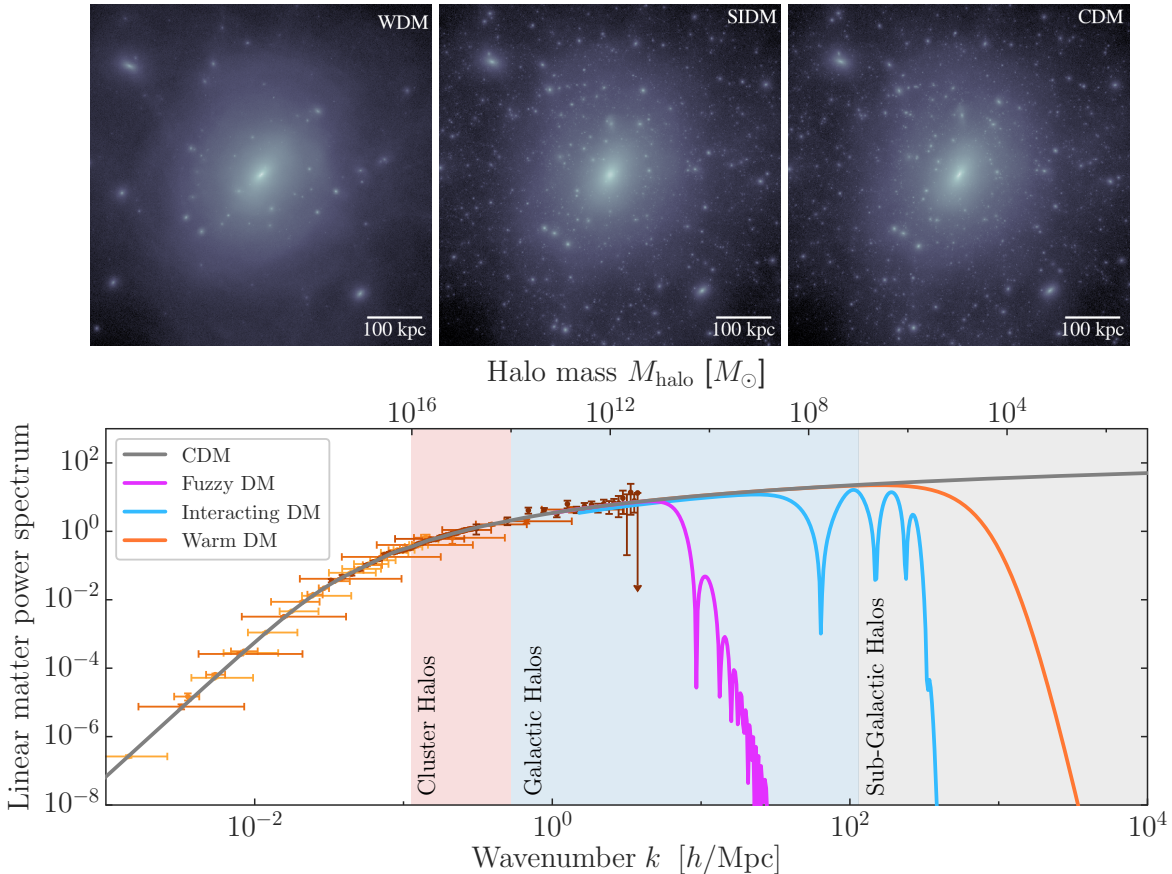 WDM
SIDM
CDM
100 kpc
100 kpc
100 kpc
Halo mass $M_{\mathrm{halo}}$ [$M_{\odot}$]
$10^{16}$ $10^{12}$ $10^{8}$ $10^{4}$
Linear matter power spectrum
$10^{2}$
$10^{0}$
$10^{-2}$
$10^{-4}$
$10^{-6}$
$10^{-8}$
CDM
Fuzzy DM
Interacting DM
Warm DM
Cluster Halos
Galactic Halos
Sub-Galactic Halos
$10^{-2}$ $10^{0}$ $10^{2}$ $10^{4}$
Wavenumber $k$ [$h$/Mpc]